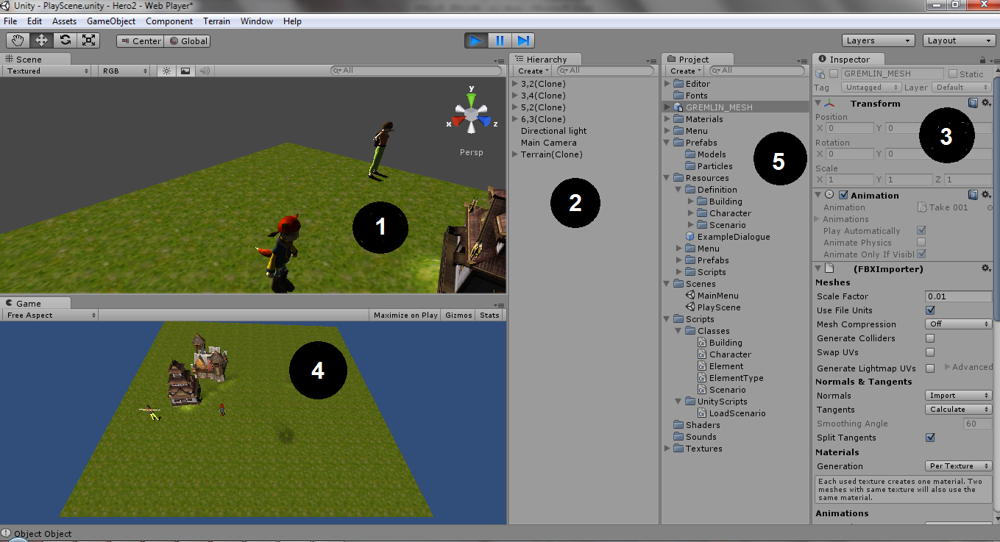 Unity - PlayScene.unity - Hero2 - Web Player*
File Edit Assets GameObject Component Terrain Window Help
Center Global
Layers Layout
Scene
Textured RGB All
y
x z
Persp
1
Game
Free Aspect Maximize on Play Gizmos Stats
4
Hierarchy
Create All
3,2(Clone)
3,4(Clone)
5,2(Clone)
6,3(Clone)
Directional light
Main Camera
Terrain(Clone)
2
Project
Create All
Editor
Fonts
GREMLIN_MESH
Materials
Menu
Prefabs
Models
Particles
Resources
Definition
Building
Character
Scenario
ExampleDialogue
Menu
Prefabs
Scripts
Scenes
MainMenu
PlayScene
Scripts
Classes
Building
Character
Element
ElementType
Scenario
UnityScripts
LoadScenario
Shaders
Sounds
Textures
5
Inspector
GREMLIN_MESH Static
Tag Untagged Layer Default
Transform
Position
X 0 Y 0
Rotation
X 0 Y 0
Scale
X 1 Y 1 Z 1
3
Animation
Animation Take 001
Animations
Play Automatically
Animate Physics
Animate Only If Visibl
(FBXImporter)
Meshes
Scale Factor 0.01
Use File Units
Mesh Compression Off
Generate Colliders
Swap UVs
Generate Lightmap UVs Advanced
Normals & Tangents
Normals Import
Tangents Calculate
Smoothing Angle 60
Split Tangents
Materials
Generation Per Texture
Each used texture creates one material. Two
meshes with same texture will also use the
same material.
Animations
Object Object